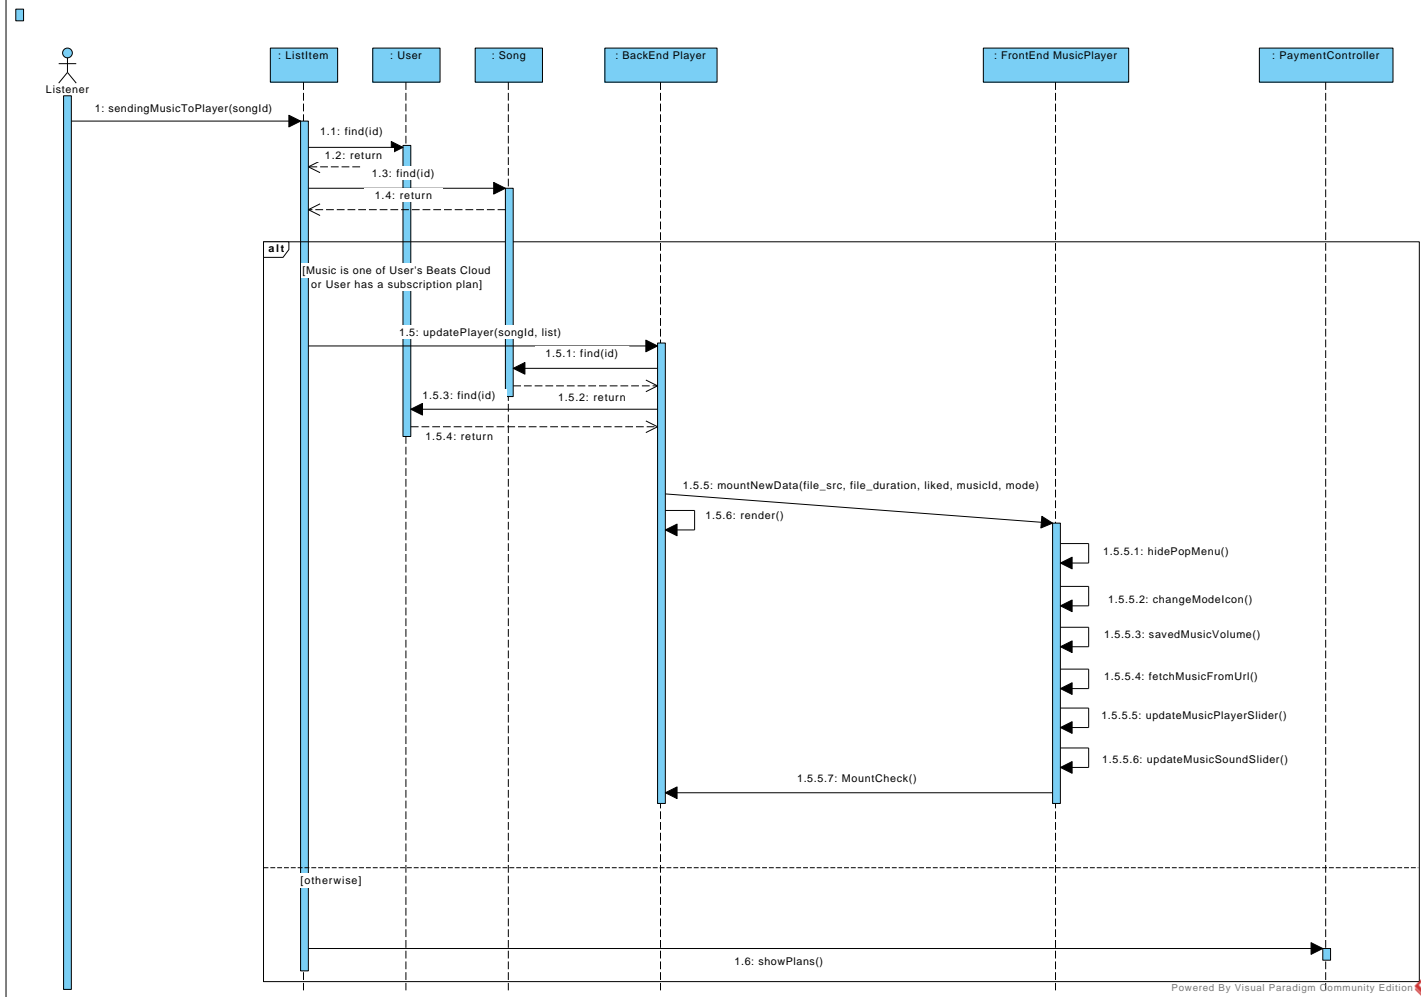 Listener
: ListItem
: User
: Song
: BackEnd Player
: FrontEnd MusicPlayer
: PaymentController
1: sendingMusicToPlayer(songId)
1.1: find(id)
1.2: return
1.3: find(id)
1.4: return
alt
[Music is one of User's Beats Cloud
or User has a subscription plan]
1.5: updatePlayer(songId, list)
1.5.1: find(id)
1.5.2: return
1.5.3: find(id)
1.5.4: return
1.5.5: mountNewData(file_src, file_duration, liked, musicId, mode)
1.5.6: render()
1.5.5.1: hidePopMenu()
1.5.5.2: changeModeIcon()
1.5.5.3: savedMusicVolume()
1.5.5.4: fetchMusicFromUrl()
1.5.5.5: updateMusicPlayerSlider()
1.5.5.6: updateMusicSoundSlider()
1.5.5.7: MountCheck()
[otherwise]
1.6: showPlans()
Powered By Visual Paradigm Community Edition